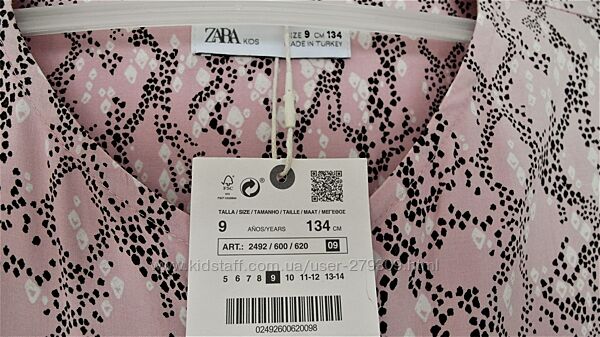 ZARA KIDS
SIZE 9 CM 134
MADE IN TURKEY
FSC
TALLA / SIZE / TAMANHO / TAILLE / MAAT / ΜΕΓΕΘΟΣ
9 AÑOS/YEARS 134 CM
ART.: 2492 / 600 / 620 09
5 6 7 8 9 10 11-12 13-14
02492600620098